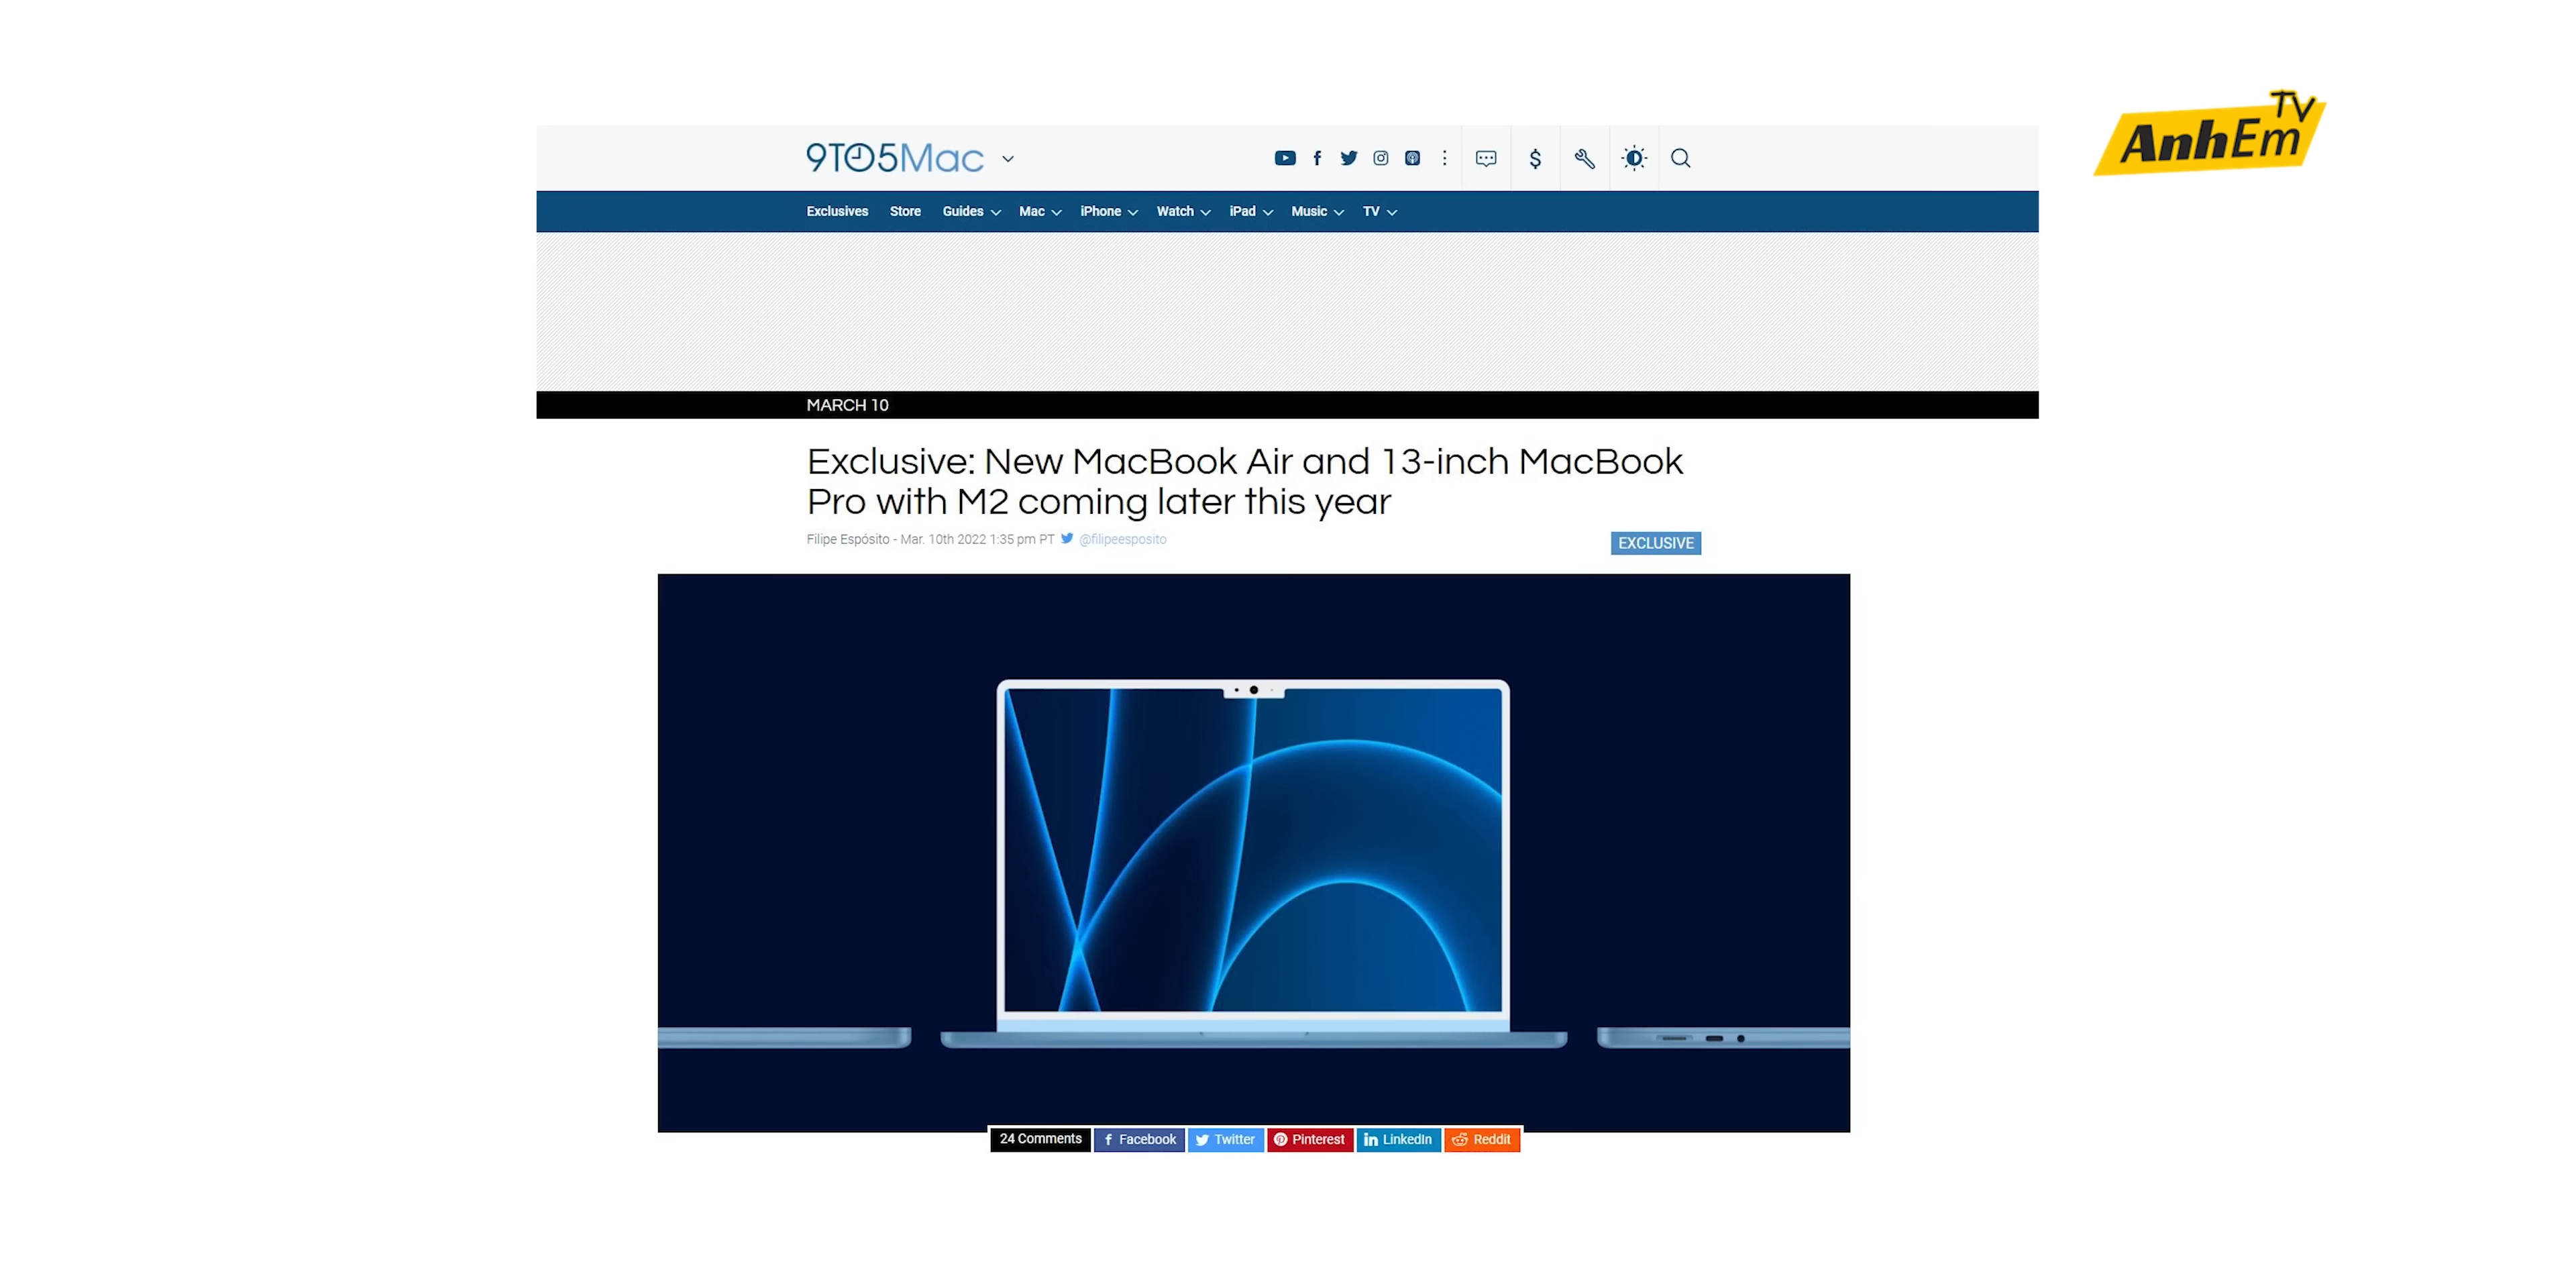 TV
AnhEm
9TO5Mac
Exclusives Store Guides Mac iPhone Watch iPad Music TV
MARCH 10
Exclusive: New MacBook Air and 13-inch MacBook
Pro with M2 coming later this year
Filipe Espósito - Mar. 10th 2022 1:35 pm PT @filipeesposito
EXCLUSIVE
24 Comments Facebook Twitter Pinterest LinkedIn Reddit